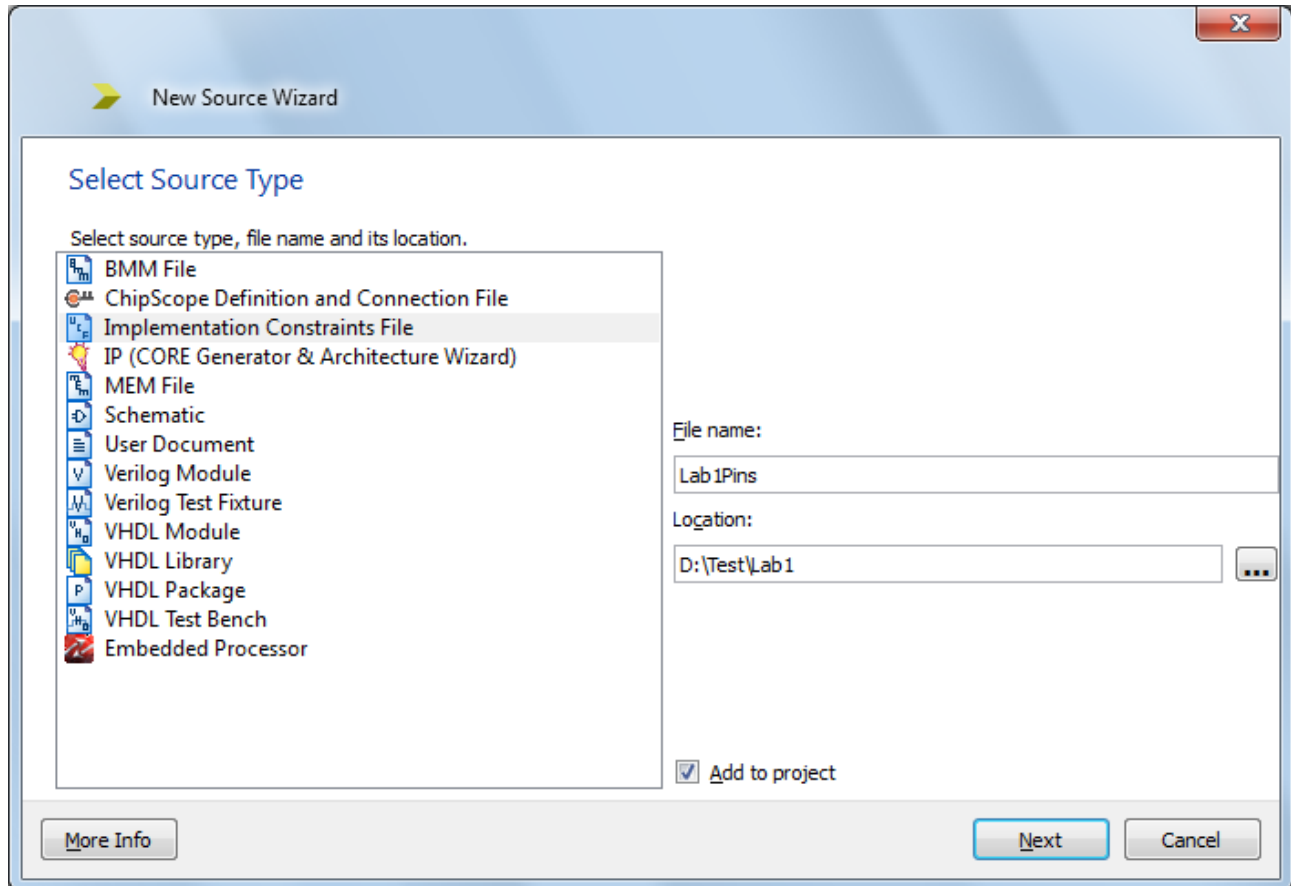 New Source Wizard
Select Source Type
Select source type, file name and its location.
BMM File
ChipScope Definition and Connection File
Implementation Constraints File
IP (CORE Generator & Architecture Wizard)
MEM File
Schematic
User Document
Verilog Module
Verilog Test Fixture
VHDL Module
VHDL Library
VHDL Package
VHDL Test Bench
Embedded Processor
File name:
Lab1Pins
Location:
D:\Test\Lab1
...
Add to project
More Info
Next
Cancel